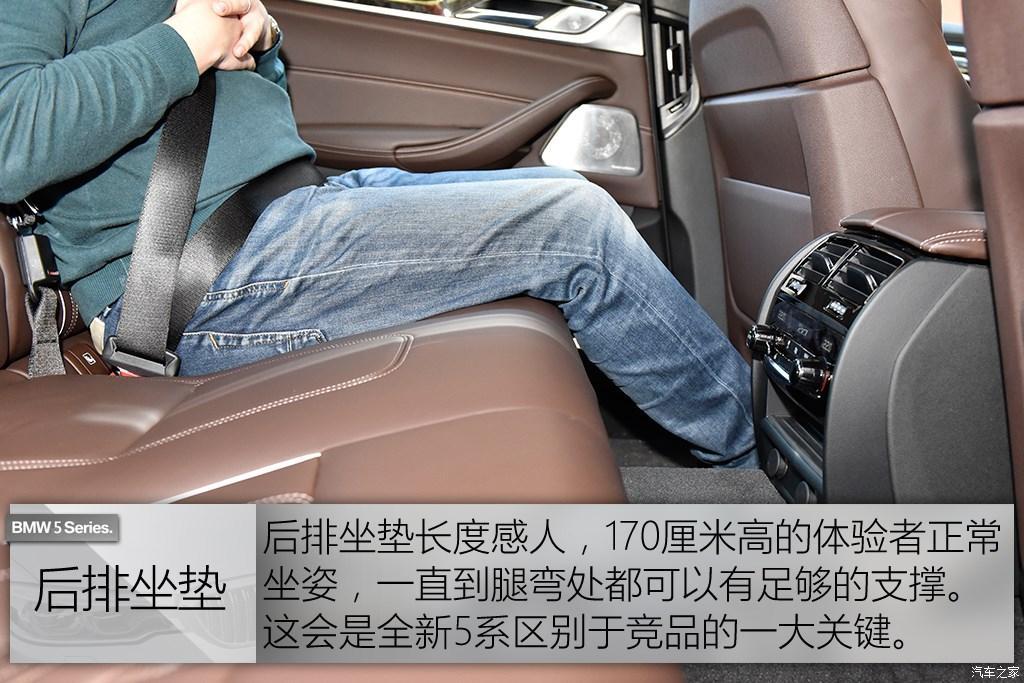 BMW 5 Series.
后排坐垫
后排坐垫长度感人，170厘米高的体验者正常
坐姿，一直到腿弯处都可以有足够的支撑。
这会是全新5系区别于竞品的一大关键。
汽车之家